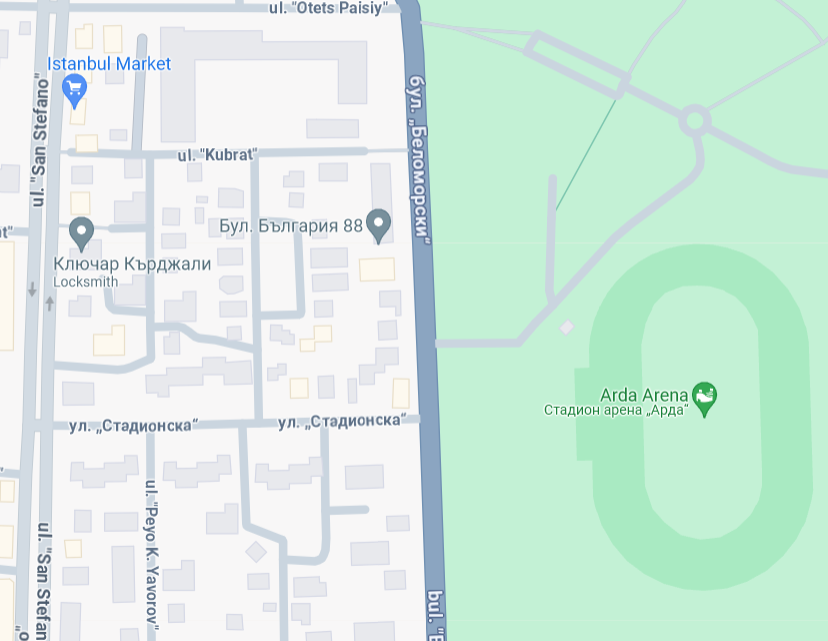 ul. "Otets Paisiy"
Istanbul Market
бул. „Беломорски“
ul. "San Stefano"
ul. "Kubrat"
Бул. България 88
Ключар Кърджали
Locksmith
Arda Arena
Стадион арена „Арда“
ул. „Стадионска“
ул. „Стадионска“
ul. "Peyo K. Yavorov"
ul. "San Stefan
bul. "